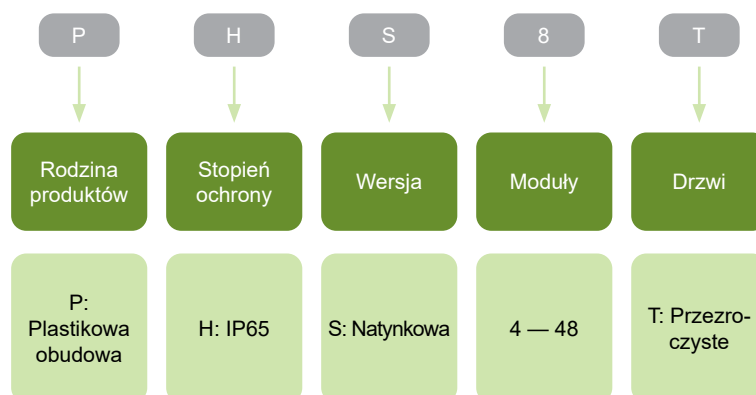 P H S 8 T
Rodzina
produktów
Stopień
ochrony
Wersja
Moduły
Drzwi
P:
Plastikowa
obudowa
H: IP65
S: Natynkowa
4 — 48
T: Przezro-
czyste